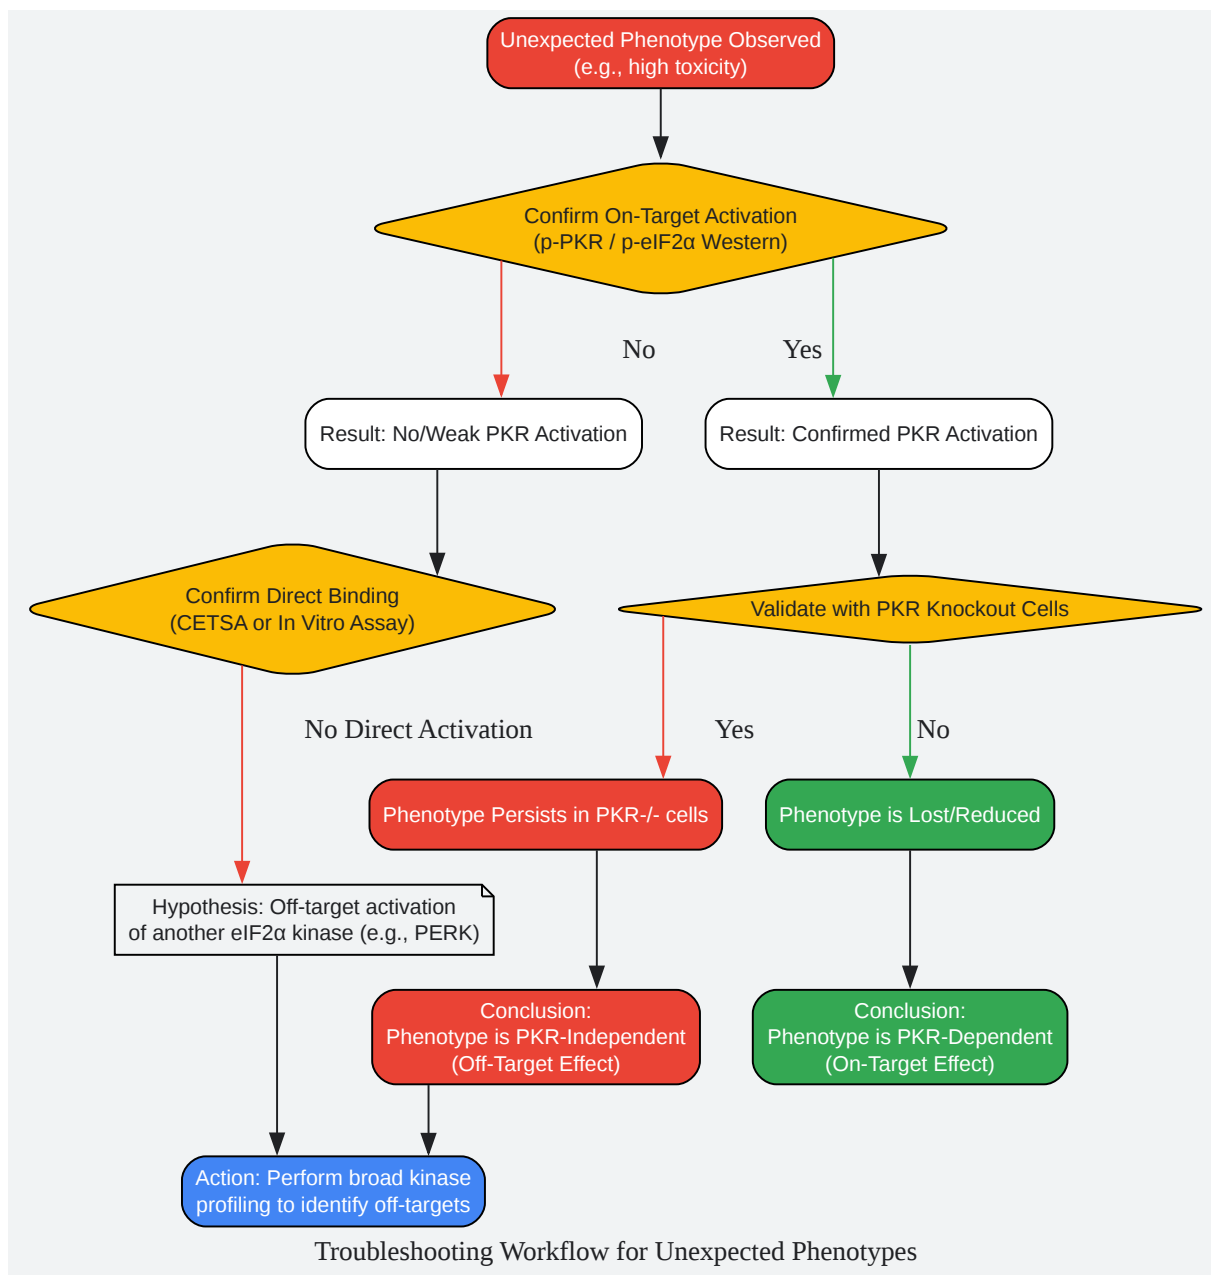 Unexpected Phenotype Observed
(e.g., high toxicity)
Confirm On-Target Activation
(p-PKR / p-eIF2α Western)
No
Yes
Result: No/Weak PKR Activation
Result: Confirmed PKR Activation
Confirm Direct Binding
(CETSA or In Vitro Assay)
Validate with PKR Knockout Cells
No Direct Activation
Yes
No
Phenotype Persists in PKR-/- cells
Phenotype is Lost/Reduced
Hypothesis: Off-target activation
of another eIF2α kinase (e.g., PERK)
Conclusion:
Phenotype is PKR-Independent
(Off-Target Effect)
Conclusion:
Phenotype is PKR-Dependent
(On-Target Effect)
Action: Perform broad kinase
profiling to identify off-targets
Troubleshooting Workflow for Unexpected Phenotypes